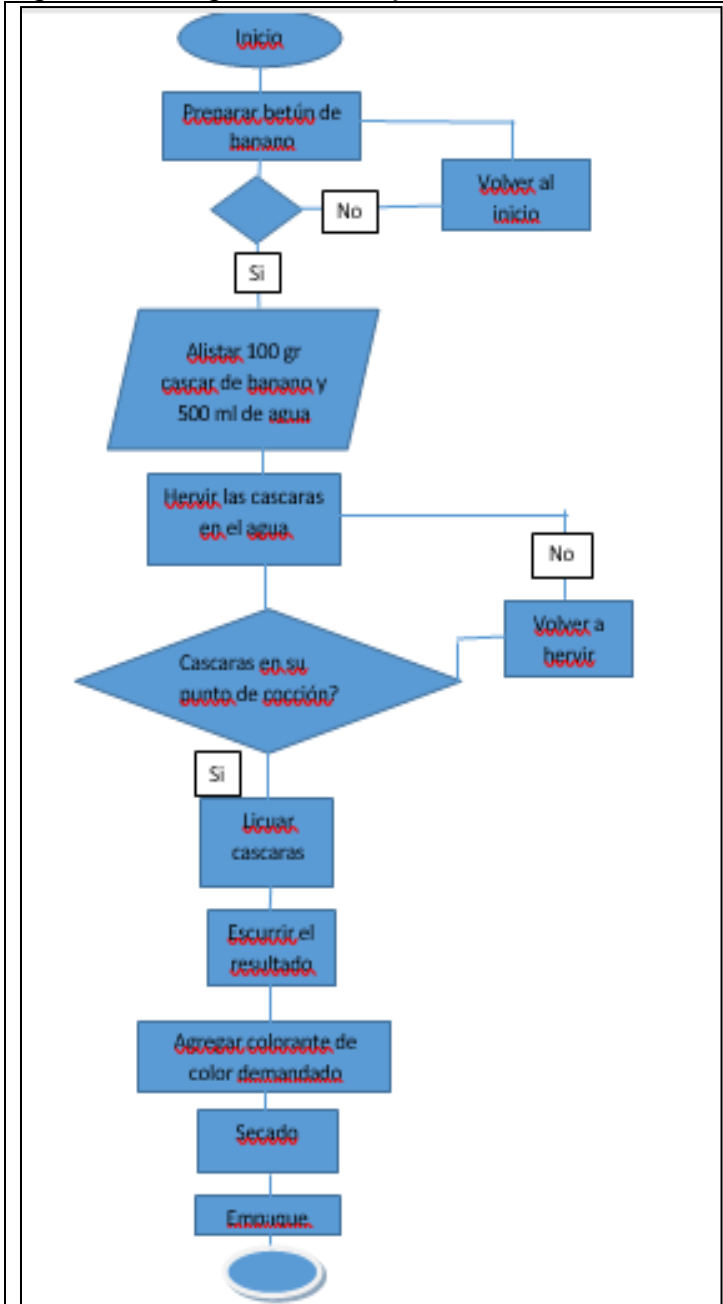 Inicio
Preparar betún de
banano
Volver al
inicio
No
Si
Alistar 100 gr
cascar de banano y
500 ml de agua
Hervir las cascaras
en el agua
No
Volver a
hervir
Cascaras en su
punto de cocción?
Si
Licuar
cascaras
Escurrir el
resultado
Agregar colorante de
color demandado
Secado
Empaque